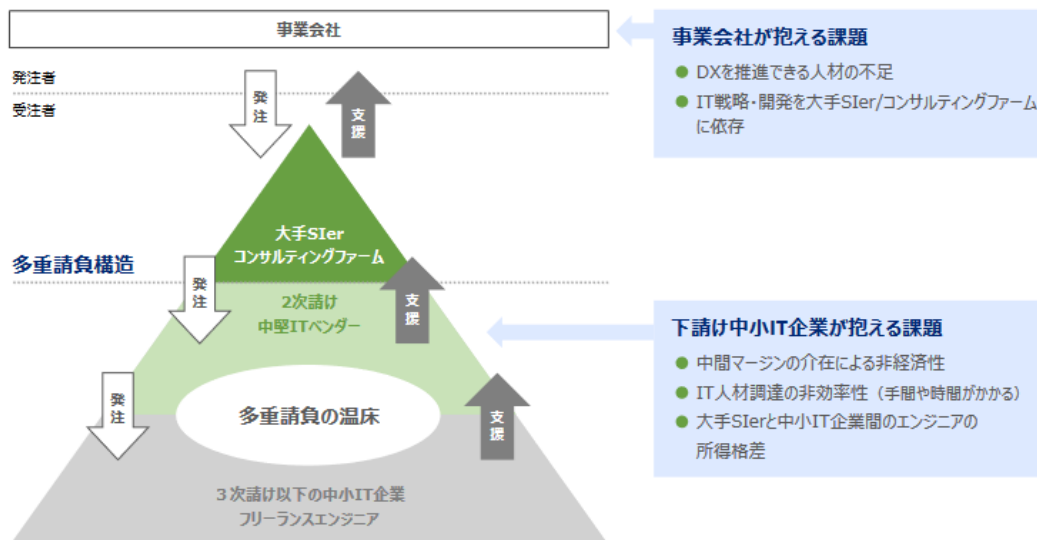 事業会社
発注者
受注者
発注
支援
大手SIer
コンサルティングファーム
多重請負構造
発注
支援
2次請け
中堅ITベンダー
発注
支援
多重請負の温床
３次請け以下の中小IT企業
フリーランスエンジニア
事業会社が抱える課題
● DXを推進できる人材の不足
● IT戦略・開発を大手SIer/コンサルティングファーム
に依存
下請け中小IT企業が抱える課題
● 中間マージンの介在による非経済性
● IT人材調達の非効率性（手間や時間がかかる）
● 大手SIerと中小IT企業間のエンジニアの
所得格差